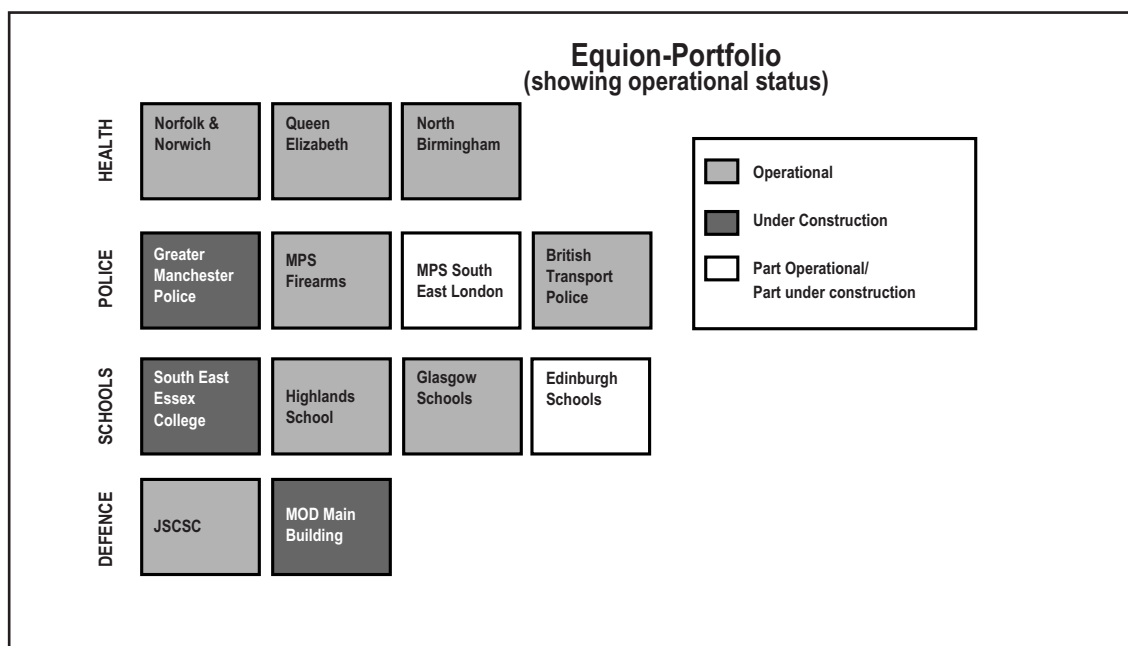 Equion-Portfolio
(showing operational status)
HEALTH
Norfolk &
Norwich
Queen
Elizabeth
North
Birmingham
Operational
Under Construction
Part Operational/
Part under construction
POLICE
Greater
Manchester
Police
MPS
Firearms
MPS South
East London
British
Transport
Police
SCHOOLS
South East
Essex
College
Highlands
School
Glasgow
Schools
Edinburgh
Schools
DEFENCE
JSCSC
MOD Main
Building